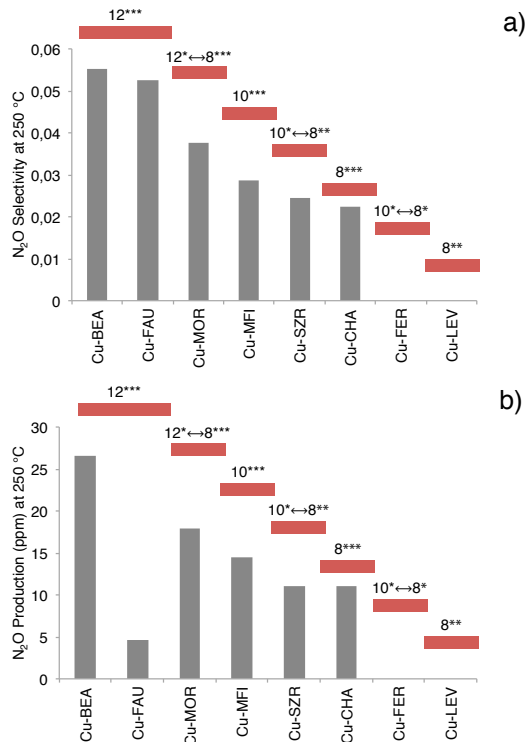 a)
12***
12*↔8***
10***
10*↔8**
8***
10*↔8*
8**
N₂O Selectivity at 250 °C
0,06
0,05
0,04
0,03
0,02
0,01
0
Cu-BEA
Cu-FAU
Cu-MOR
Cu-MFI
Cu-SZR
Cu-CHA
Cu-FER
Cu-LEV
b)
12***
12*↔8***
10***
10*↔8**
8***
10*↔8*
8**
N₂O Production (ppm) at 250 °C
30
25
20
15
10
5
0
Cu-BEA
Cu-FAU
Cu-MOR
Cu-MFI
Cu-SZR
Cu-CHA
Cu-FER
Cu-LEV